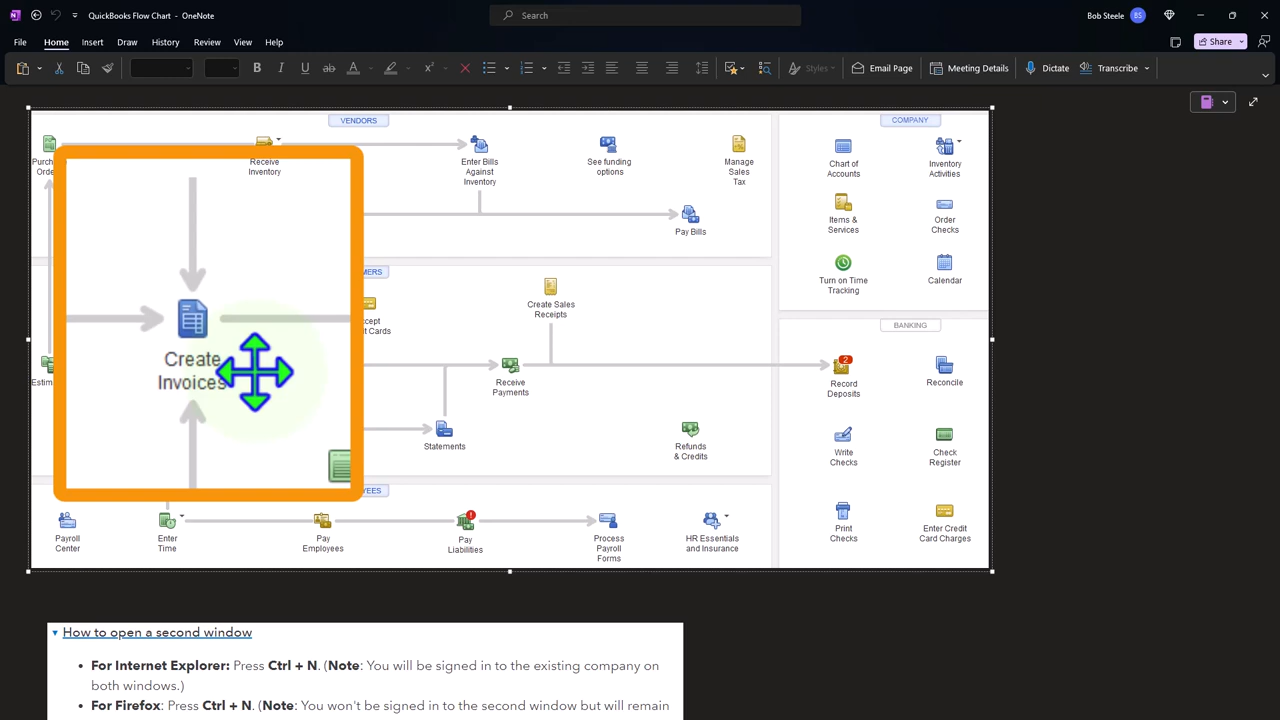 QuickBooks Flow Chart - OneNote
Search
Bob Steele
BS
File Home Insert Draw History Review View Help
Share
Styles
Email Page
Meeting Details
Dictate
Transcribe
VENDORS
COMPANY
Receive
Inventory
Enter Bills
Against
Inventory
See funding
options
Manage
Sales
Tax
Pay Bills
Chart of
Accounts
Inventory
Activities
Items &
Services
Order
Checks
Turn on Time
Tracking
Calendar
Create
Invoices
Create Sales
Receipts
Receive
Payments
Statements
Refunds
& Credits
BANKING
2
Record
Deposits
Reconcile
Write
Checks
Check
Register
Print
Checks
Enter Credit
Card Charges
Payroll
Center
Enter
Time
Pay
Employees
Pay
Liabilities
Process
Payroll
Forms
HR Essentials
and Insurance
How to open a second window
• For Internet Explorer: Press Ctrl + N. (Note: You will be signed in to the existing company on
both windows.)
• For Firefox: Press Ctrl + N. (Note: You won't be signed in to the second window but will remain